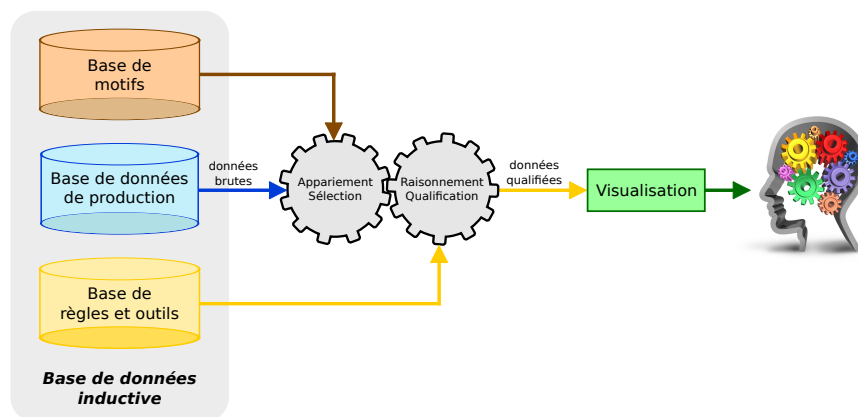 Base de
motifs
Base de données
de production
données
brutes
Appariement
Sélection
Raisonnement
Qualification
données
qualifiées
Visualisation
Base de
règles et outils
Base de données
inductive